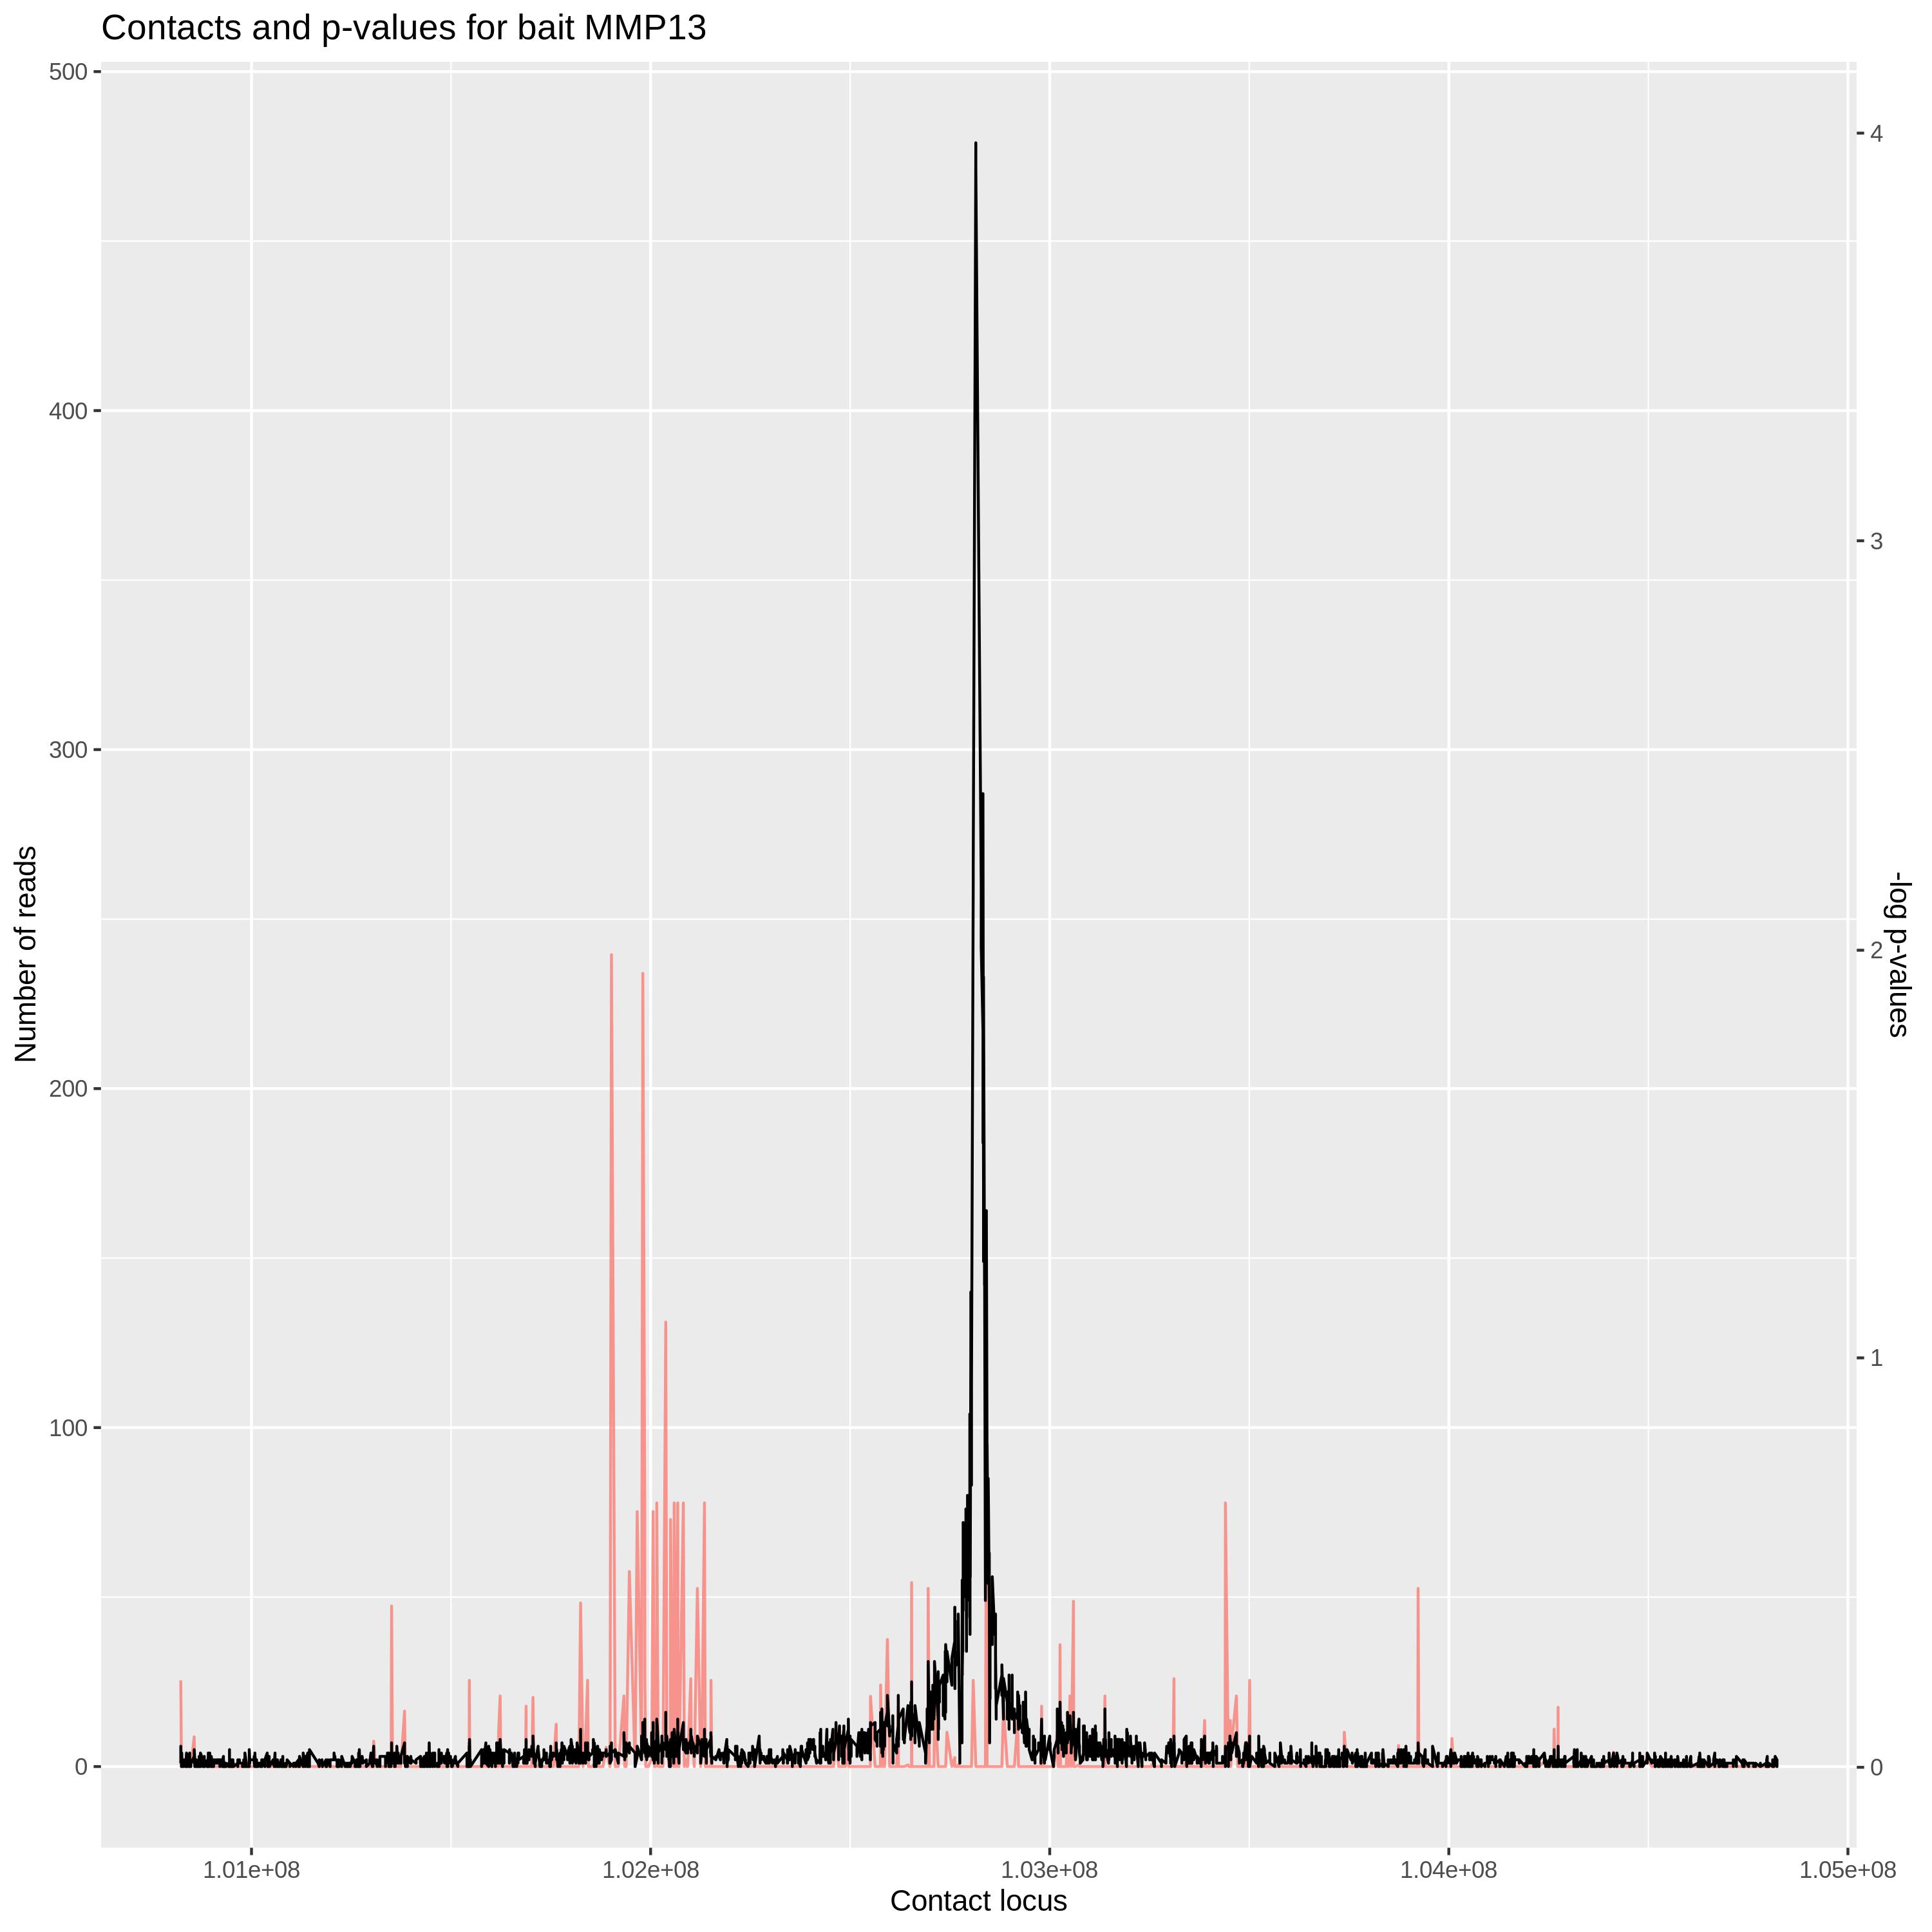 Contacts and p-values for bait MMP13
500
400
300
200
100
0
Number of reads
4
3
2
1
0
-log p-values
1.01e+08 1.02e+08 1.03e+08 1.04e+08 1.05e+08
Contact locus